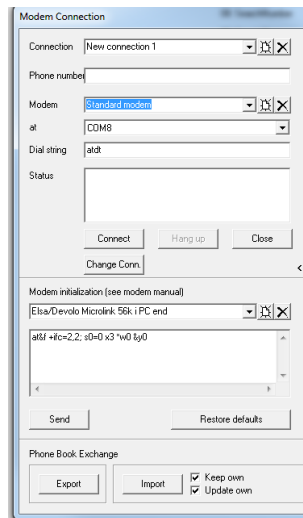 Modem Connection
Connection New connection 1
Phone number
Modem Standard modem
at COM8
Dial string atdt
Status
Connect Hang up Close
Change Conn.
<
Modem initialization (see modem manual)
Elsa/Devolo Microlink 56k i PC end
at&f +ifc=2,2; s0=0 x3 *w0 &y0
Send Restore defaults
Phone Book Exchange
Export Import Keep own
Update own